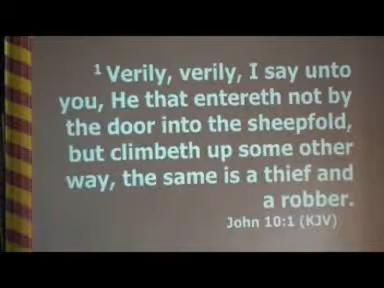 1 Verily, verily, I say unto
you, He that entereth not by
the door into the sheepfold,
but climbeth up some other
way, the same is a thief and
a robber.
John 10:1 (KJV)